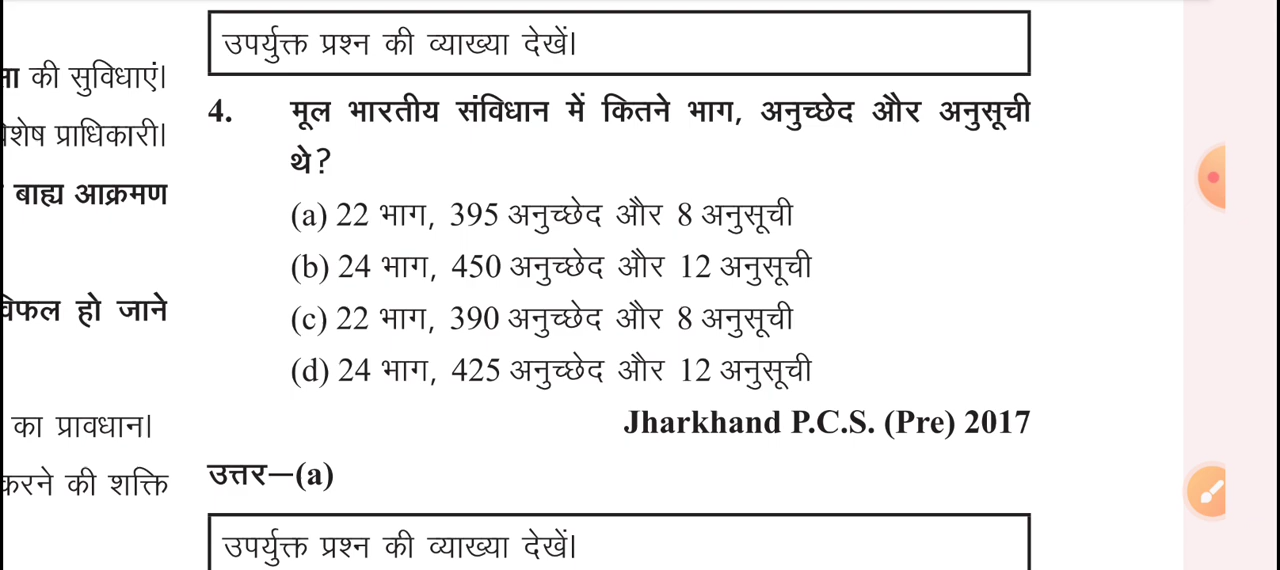 उपर्युक्त प्रश्न की व्याख्या देखें।
की सुविधाएं।
प्राधिकारी।
बाह्य आक्रमण
हो जाने
का प्रावधान।
करने की शक्ति
4. मूल भारतीय संविधान में कितने भाग, अनुच्छेद और अनुसूची
थे?
(a) 22 भाग, 395 अनुच्छेद और 8 अनुसूची
(b) 24 भाग, 450 अनुच्छेद और 12 अनुसूची
(c) 22 भाग, 390 अनुच्छेद और 8 अनुसूची
(d) 24 भाग, 425 अनुच्छेद और 12 अनुसूची
Jharkhand P.C.S. (Pre) 2017
उत्तर—(a)
उपर्युक्त प्रश्न की व्याख्या देखें।